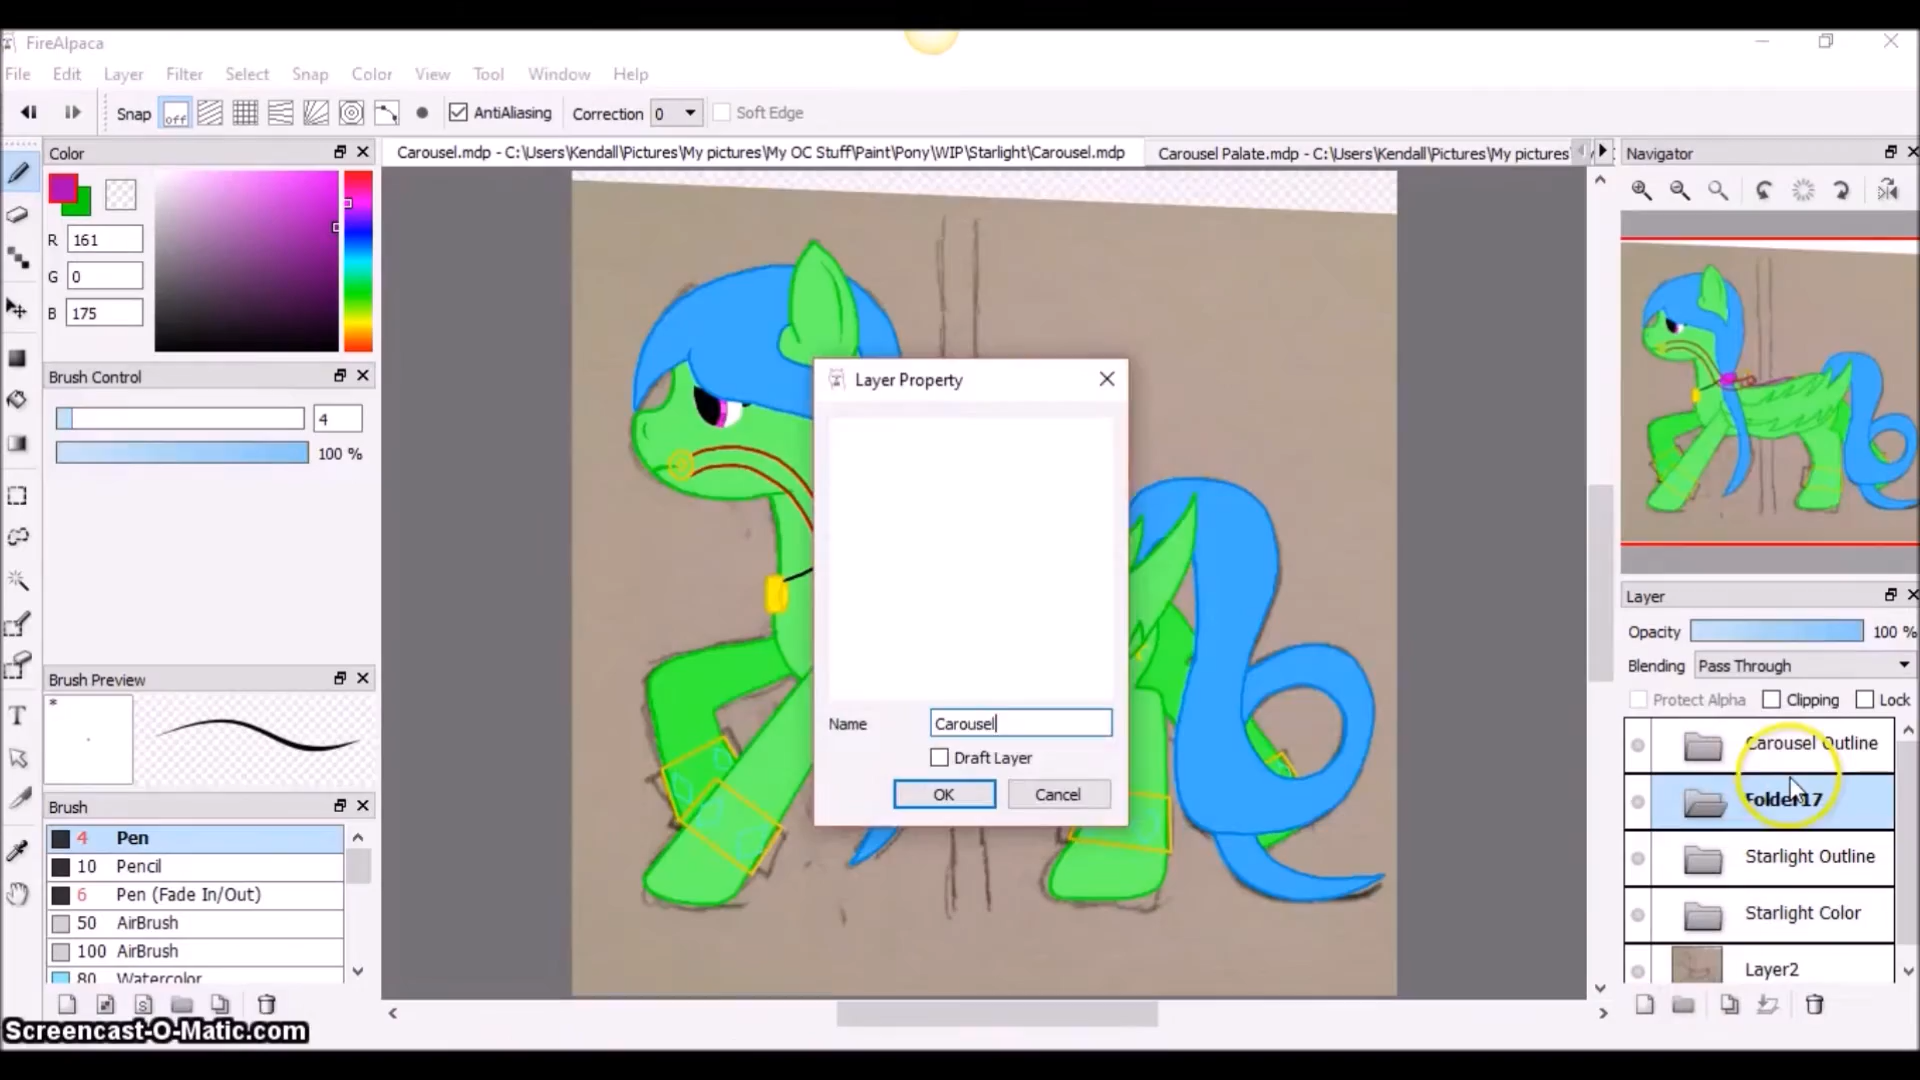 FireAlpaca
File Edit Layer Filter Select Snap Color View Tool Window Help
Snap off AntiAliasing Correction 0 Soft Edge
Color
Carousel.mdp - C:\Users\Kendall\Pictures\My pictures\My OC Stuff\Paint\Pony\WIP\Starlight\Carousel.mdp
Carousel Palate.mdp - C:\Users\Kendall\Pictures\My pictures\
Navigator
R 161
G 0
B 175
Brush Control
4
100 %
Layer Property
Name Carousel
Draft Layer
OK Cancel
Layer
Opacity 100 %
Blending Pass Through
Protect Alpha Clipping Lock
Carousel Outline
Folder17
Starlight Outline
Starlight Color
Layer2
Brush Preview
*
Brush
4 Pen
10 Pencil
6 Pen (Fade In/Out)
50 AirBrush
100 AirBrush
80 Watercolor
S
T
Screencast-O-Matic.com